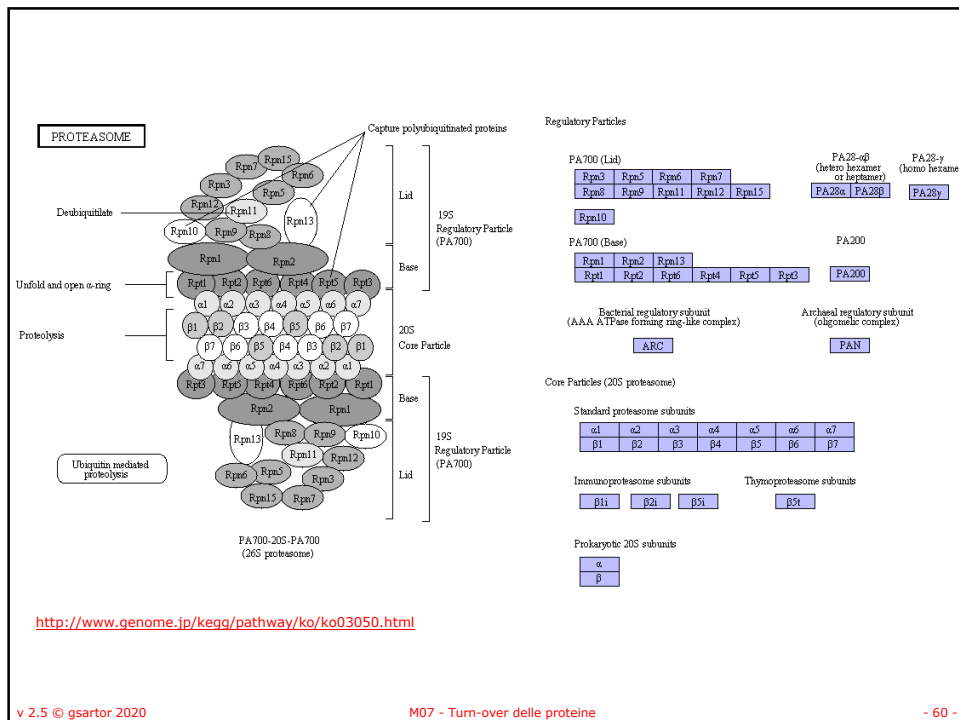 PROTEASOME
Capture polyubiquitinated proteins
Rpn15
Rpn7
Rpn6
Rpn3
Rpn5
Rpn12
Rpn11
Deubiquitilate
Rpn13
Rpn10
Rpn9
Rpn8
Lid
19S
Regulatory Particle
(PA700)
Rpn1
Rpn2
Base
Unfold and open α-ring
Rpt1 Rpt2 Rpt6 Rpt4 Rpt5 Rpt3
α1 α2 α3 α4 α5 α6 α7
Proteolysis
β1 β2 β3 β4 β5 β6 β7
20S
Core Particle
β7 β6 β5 β4 β3 β2 β1
α7 α6 α5 α4 α3 α2 α1
Rpt3 Rpt5 Rpt4 Rpt6 Rpt2 Rpt1
Base
Rpn2 Rpn1
Rpn13 Rpn8 Rpn9 Rpn10
19S
Regulatory Particle
(PA700)
Rpn11 Rpn12
Ubiquitin mediated
proteolysis
Rpn6 Rpn5 Rpn3
Lid
Rpn15 Rpn7
PA700-20S-PA700
(26S proteasome)
Regulatory Particles
PA700 (Lid)
Rpn3 Rpn5 Rpn6 Rpn7
Rpn8 Rpn9 Rpn11 Rpn12 Rpn15
Rpn10
PA28-αβ
(hetero hexamer
or heptamer)
PA28α PA28β
PA28-γ
(homo hexame
PA28γ
PA700 (Base)
Rpn1 Rpn2 Rpn13
Rpt1 Rpt2 Rpt6 Rpt4 Rpt5 Rpt3
PA200
PA200
Bacterial regulatory subunit
(AAA ATPase forming ring-like complex)
ARC
Archaeal regulatory subunit
(oligomelic complex)
PAN
Core Particles (20S proteasome)
Standard proteasome subunits
α1 α2 α3 α4 α5 α6 α7
β1 β2 β3 β4 β5 β6 β7
Immunoproteasome subunits
β1i β2i β5i
Thymoproteasome subunits
β5t
Prokaryotic 20S subunits
α
β
http://www.genome.jp/kegg/pathway/ko/ko03050.html
v 2.5 © gsartor 2020
M07 - Turn-over delle proteine
- 60 -